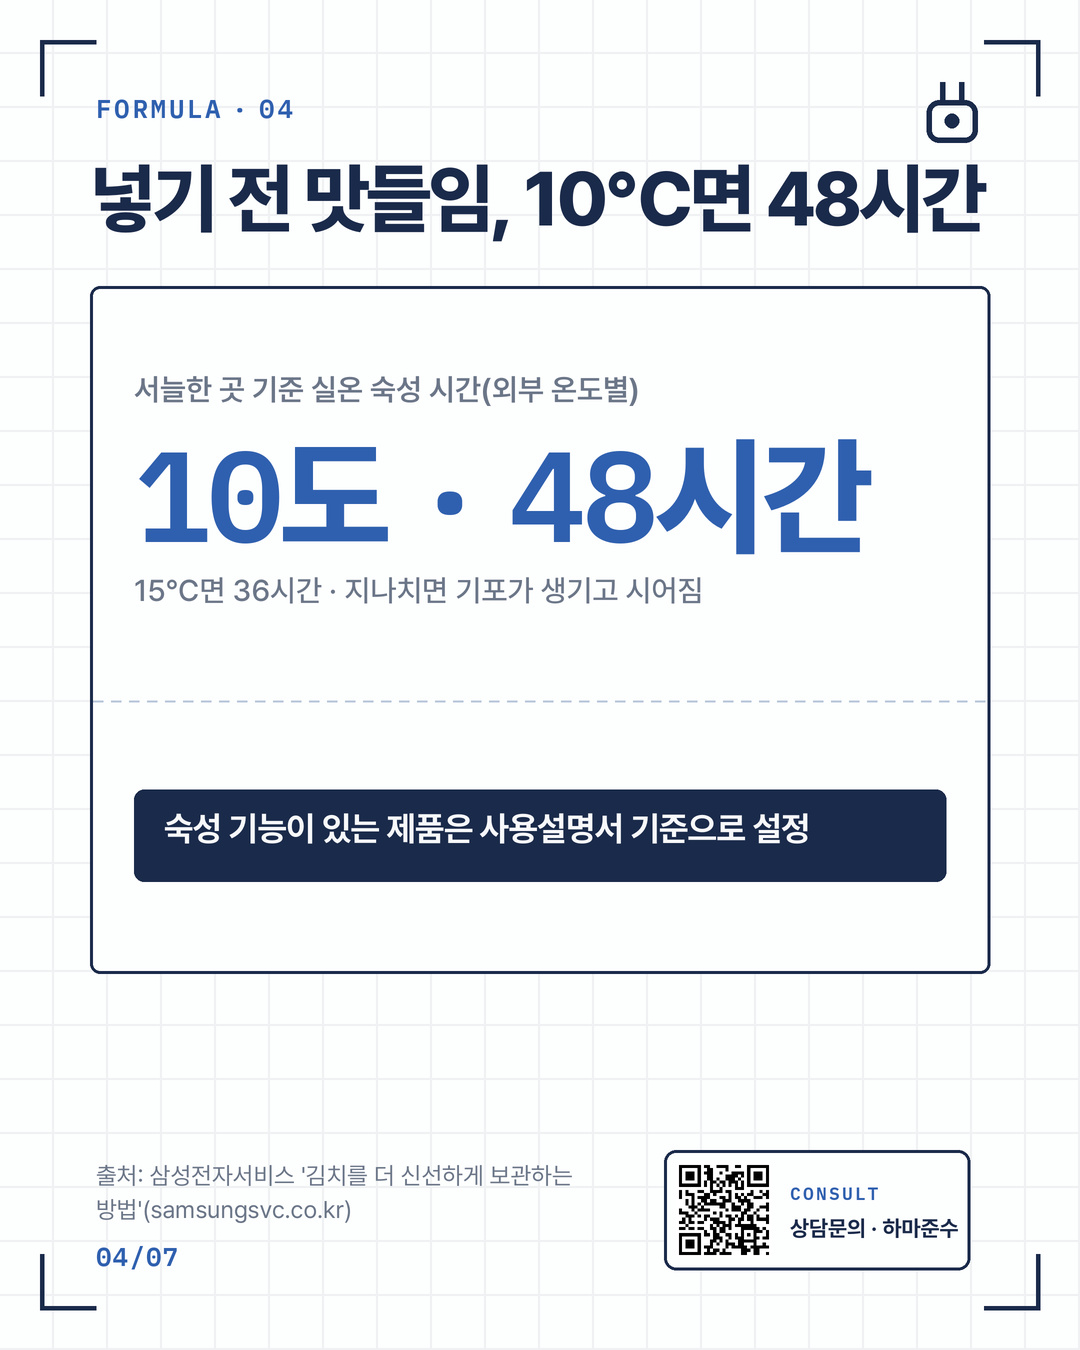 FORMULA · 04
넣기 전 맛들임, 10°C면 48시간
서늘한 곳 기준 실온 숙성 시간(외부 온도별)
10도 · 48시간
15°C면 36시간 · 지나치면 기포가 생기고 시어짐
숙성 기능이 있는 제품은 사용설명서 기준으로 설정
출처: 삼성전자서비스 '김치를 더 신선하게 보관하는
방법'(samsungsvc.co.kr)
04/07
CONSULT
상담문의 · 하마준수